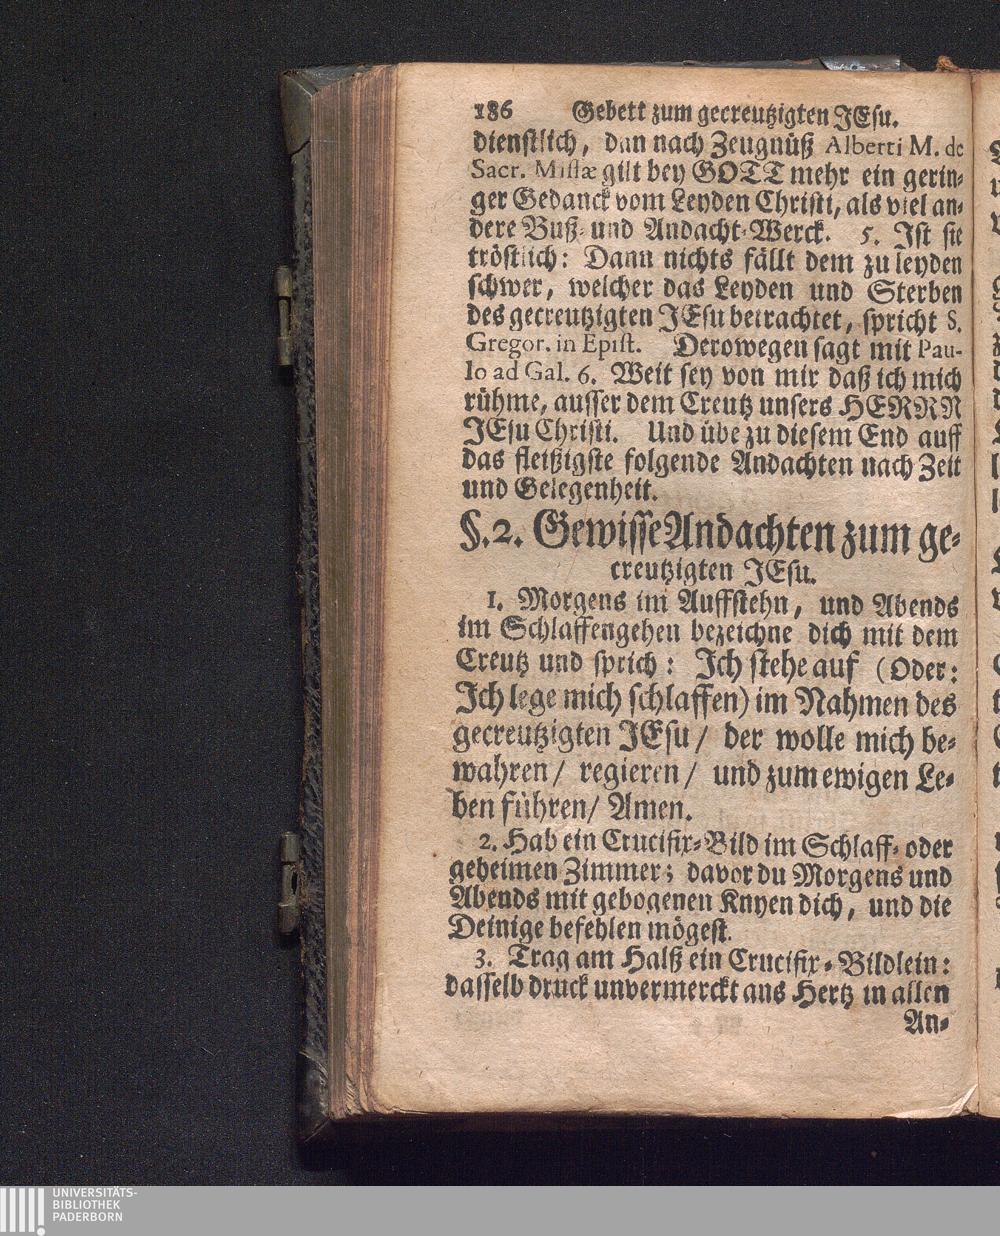 186 Gebett zum gecreutzigten JEsu.
dienstlich, dan nach Zeugnüß Alberti M. de
Sacr. Missæ gilt bey GOTT mehr ein gerin-
ger Gedanck vom Leyden Christi, als viel an-
dere Buß- und Andacht-Werck. 5. Ist sie
tröstlich: Dann nichts fällt dem zu leyden
schwer, welcher das Leyden und Sterben
des gecreutzigten JEsu betrachtet, spricht S.
Gregor. in Epist. Derowegen sagt mit Pau-
lo ad Gal. 6. Weit sey von mir daß ich mich
rühme, ausser dem Creutz unsers HERRN
JEsu Christi. Und übe zu diesem End auff
das fleißigste folgende Andachten nach Zeit
und Gelegenheit.
§. 2. Gewisse Andachten zum ge-
creutzigten JEsu.
1. Morgens im Auffstehn, und Abends
im Schlaffengehen bezeichne dich mit dem
Creutz und sprich: Ich stehe auf (Oder:
Ich lege mich schlaffen) im Nahmen des
gecreutzigten JEsu/ der wolle mich be-
wahren/ regieren/ und zum ewigen Le-
ben führen/ Amen.
2. Hab ein Crucifix-Bild im Schlaff- oder
geheimen Zimmer; davor du Morgens und
Abends mit gebogenen Knyen dich, und die
Deinige befehlen mögest.
3. Trag am Halß ein Crucifix-Bildlein:
dasselb druck unvermerckt ans Hertz in allen
An-
UNIVERSITÄTS-
BIBLIOTHEK
PADERBORN